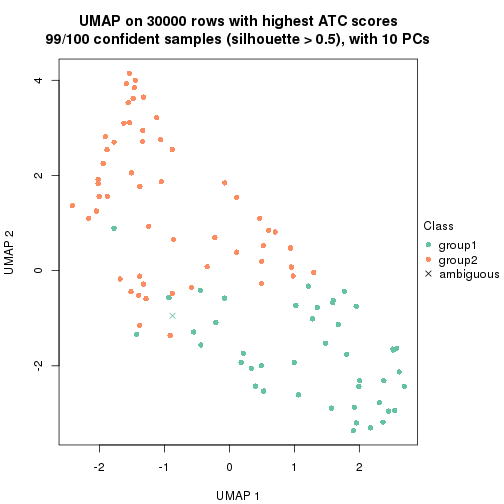 UMAP on 30000 rows with highest ATC scores
99/100 confident samples (silhouette > 0.5), with 10 PCs
4
2
0
-2
UMAP 2
-2
-1
0
1
2
UMAP 1
Class
group1
group2
ambiguous